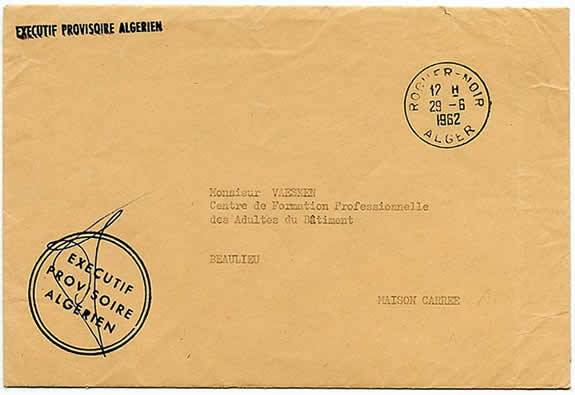 EXECUTIF PROVISOIRE ALGERIEN
ROCHER-NOIR
17 H
29 -6
1962
ALGER
Monsieur VAESKEN
Centre de Formation Professionnelle
des Adultes du Bâtiment
BEAULIEU
MAISON CARREE
EXECUTIF
PROVISOIRE
ALGERIEN